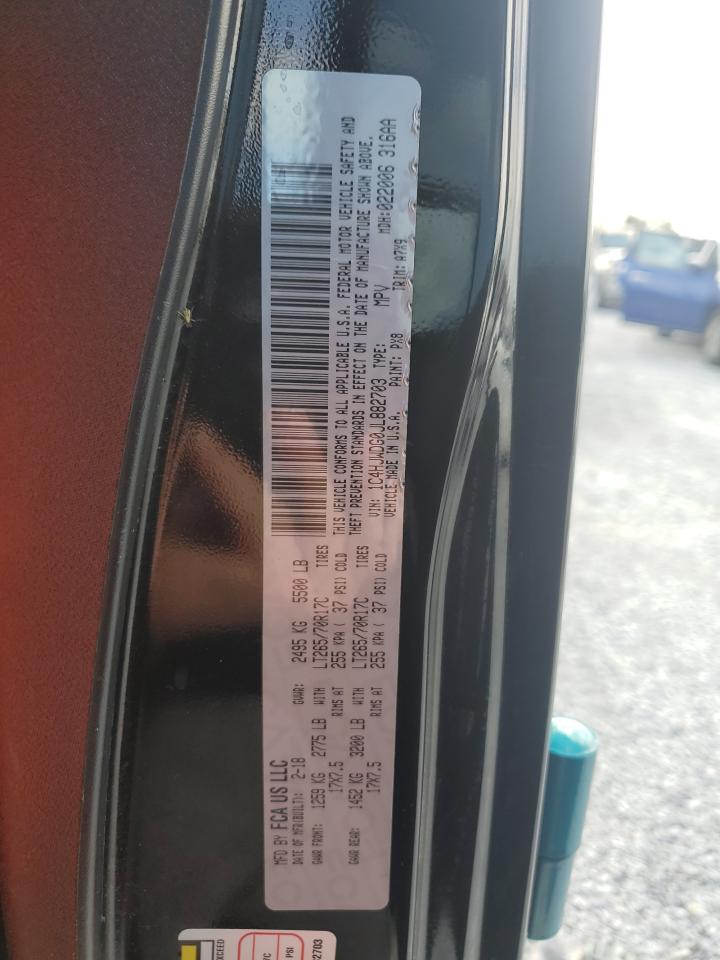 MFD BY FCA US LLC
DATE OF MFR(BUILT): 2-18 GVWR: 2495 KG 5500 LB
GAWR FRONT: 1259 KG 2775 LB WITH LT265/70R17C TIRES
17X7.5 RIMS AT 255 KPA ( 37 PSI) COLD
GAWR REAR: 1452 KG 3200 LB WITH LT265/70R17C TIRES
17X7.5 RIMS AT 255 KPA ( 37 PSI) COLD
THIS VEHICLE CONFORMS TO ALL APPLICABLE U.S.A. FEDERAL MOTOR VEHICLE SAFETY AND
THEFT PREVENTION STANDARDS IN EFFECT ON THE DATE OF MANUFACTURE SHOWN ABOVE.
VIN: 1C4HJWDG0JL882703 TYPE: MPV MDH:022006 316AA
VEHICLE MADE IN U.S.A. PAINT: PX8 TRIM: A7X9
EXCEED
PSI
2703